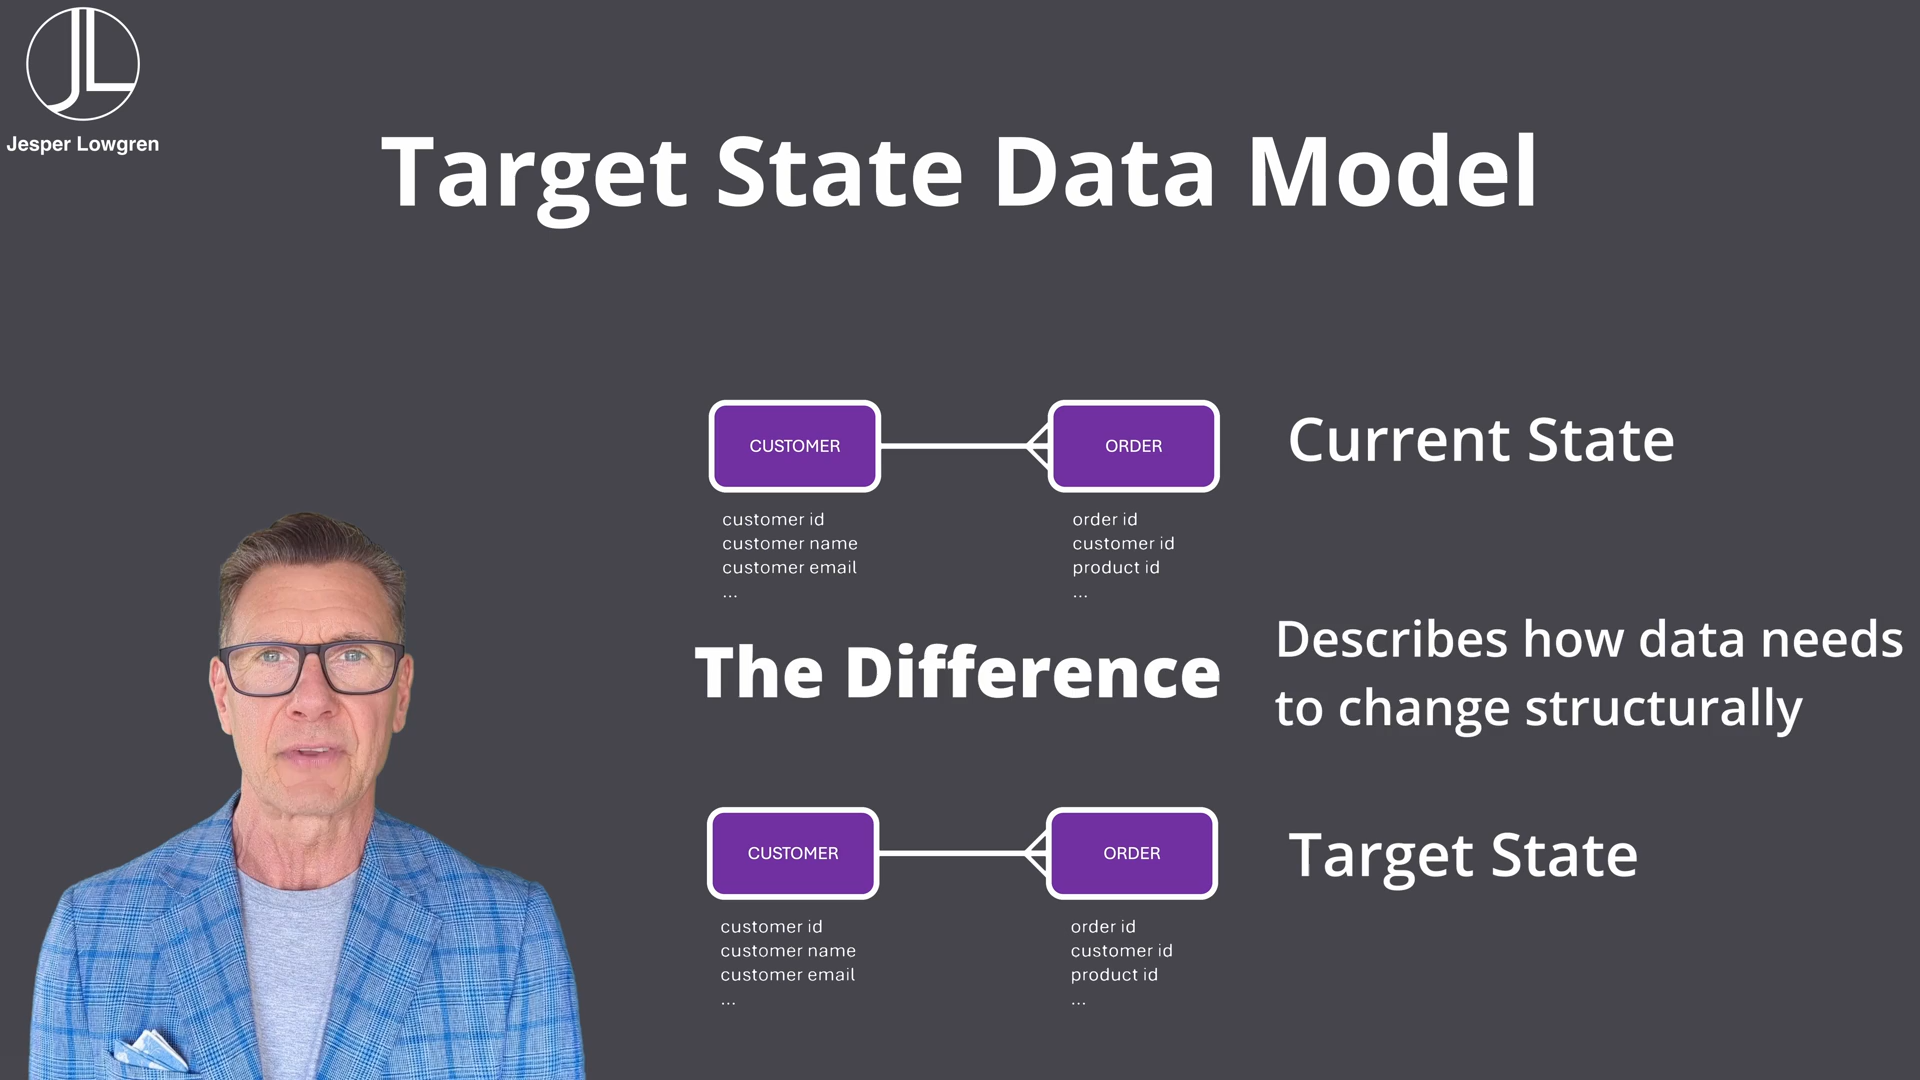 JL
Jesper Lowgren
Target State Data Model
CUSTOMER
ORDER
Current State
customer id
customer name
customer email
...
order id
customer id
product id
...
The Difference
Describes how data needs
to change structurally
CUSTOMER
ORDER
Target State
customer id
customer name
customer email
...
order id
customer id
product id
...